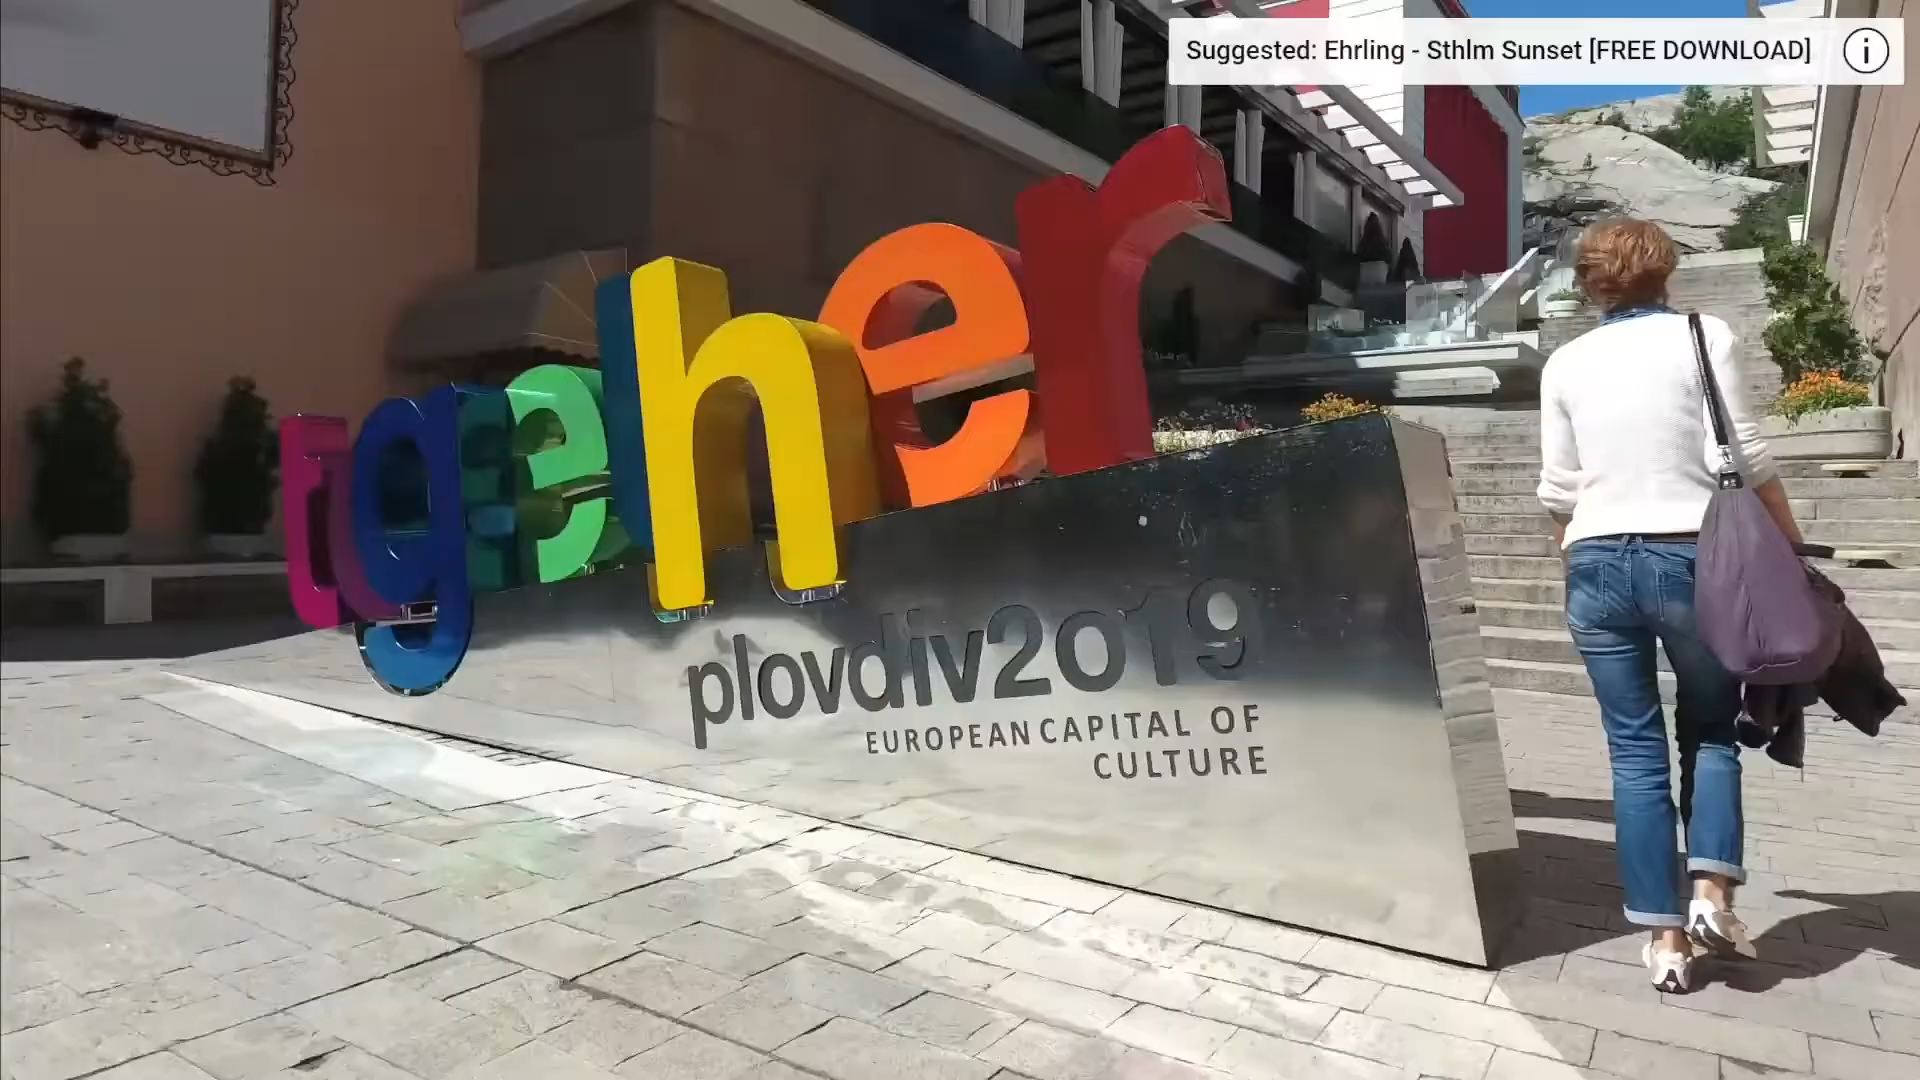 Suggested: Ehrling - Sthlm Sunset [FREE DOWNLOAD]
together
plovdiv2019
EUROPEAN CAPITAL OF
CULTURE